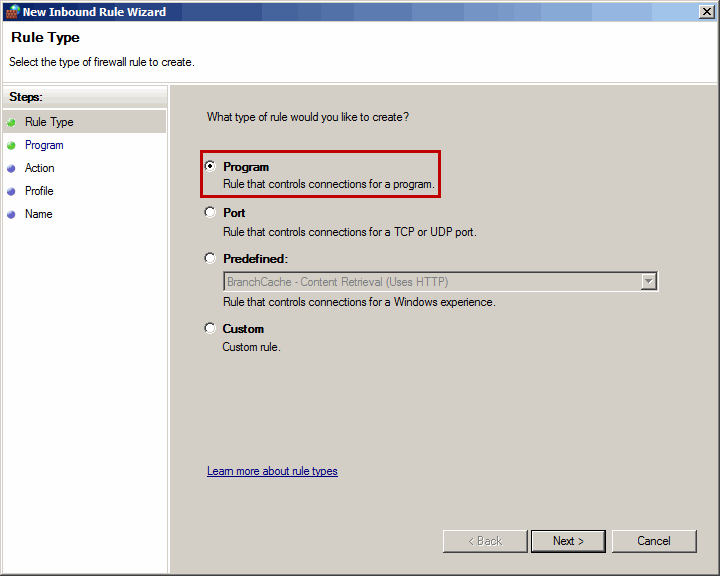 New Inbound Rule Wizard
Rule Type
Select the type of firewall rule to create.
Steps:
Rule Type
Program
Action
Profile
Name
What type of rule would you like to create?
Program
Rule that controls connections for a program.
Port
Rule that controls connections for a TCP or UDP port.
Predefined:
BranchCache - Content Retrieval (Uses HTTP)
Rule that controls connections for a Windows experience.
Custom
Custom rule.
Learn more about rule types
< Back
Next >
Cancel